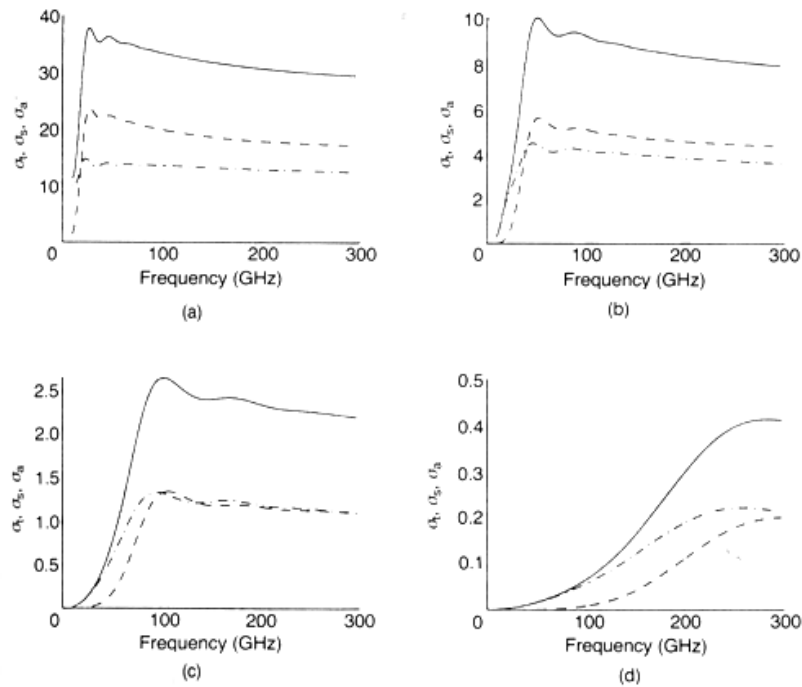 40
30
20
10
0
100
200
300
σt, σs, σa
Frequency (GHz)
(a)
10
8
6
4
2
0
100
200
300
σt, σs, σa
Frequency (GHz)
(b)
2.5
2.0
1.5
1.0
0.5
0
100
200
300
σt, σs, σa
Frequency (GHz)
(c)
0.5
0.4
0.3
0.2
0.1
0
100
200
300
σt, σs, σa
Frequency (GHz)
(d)